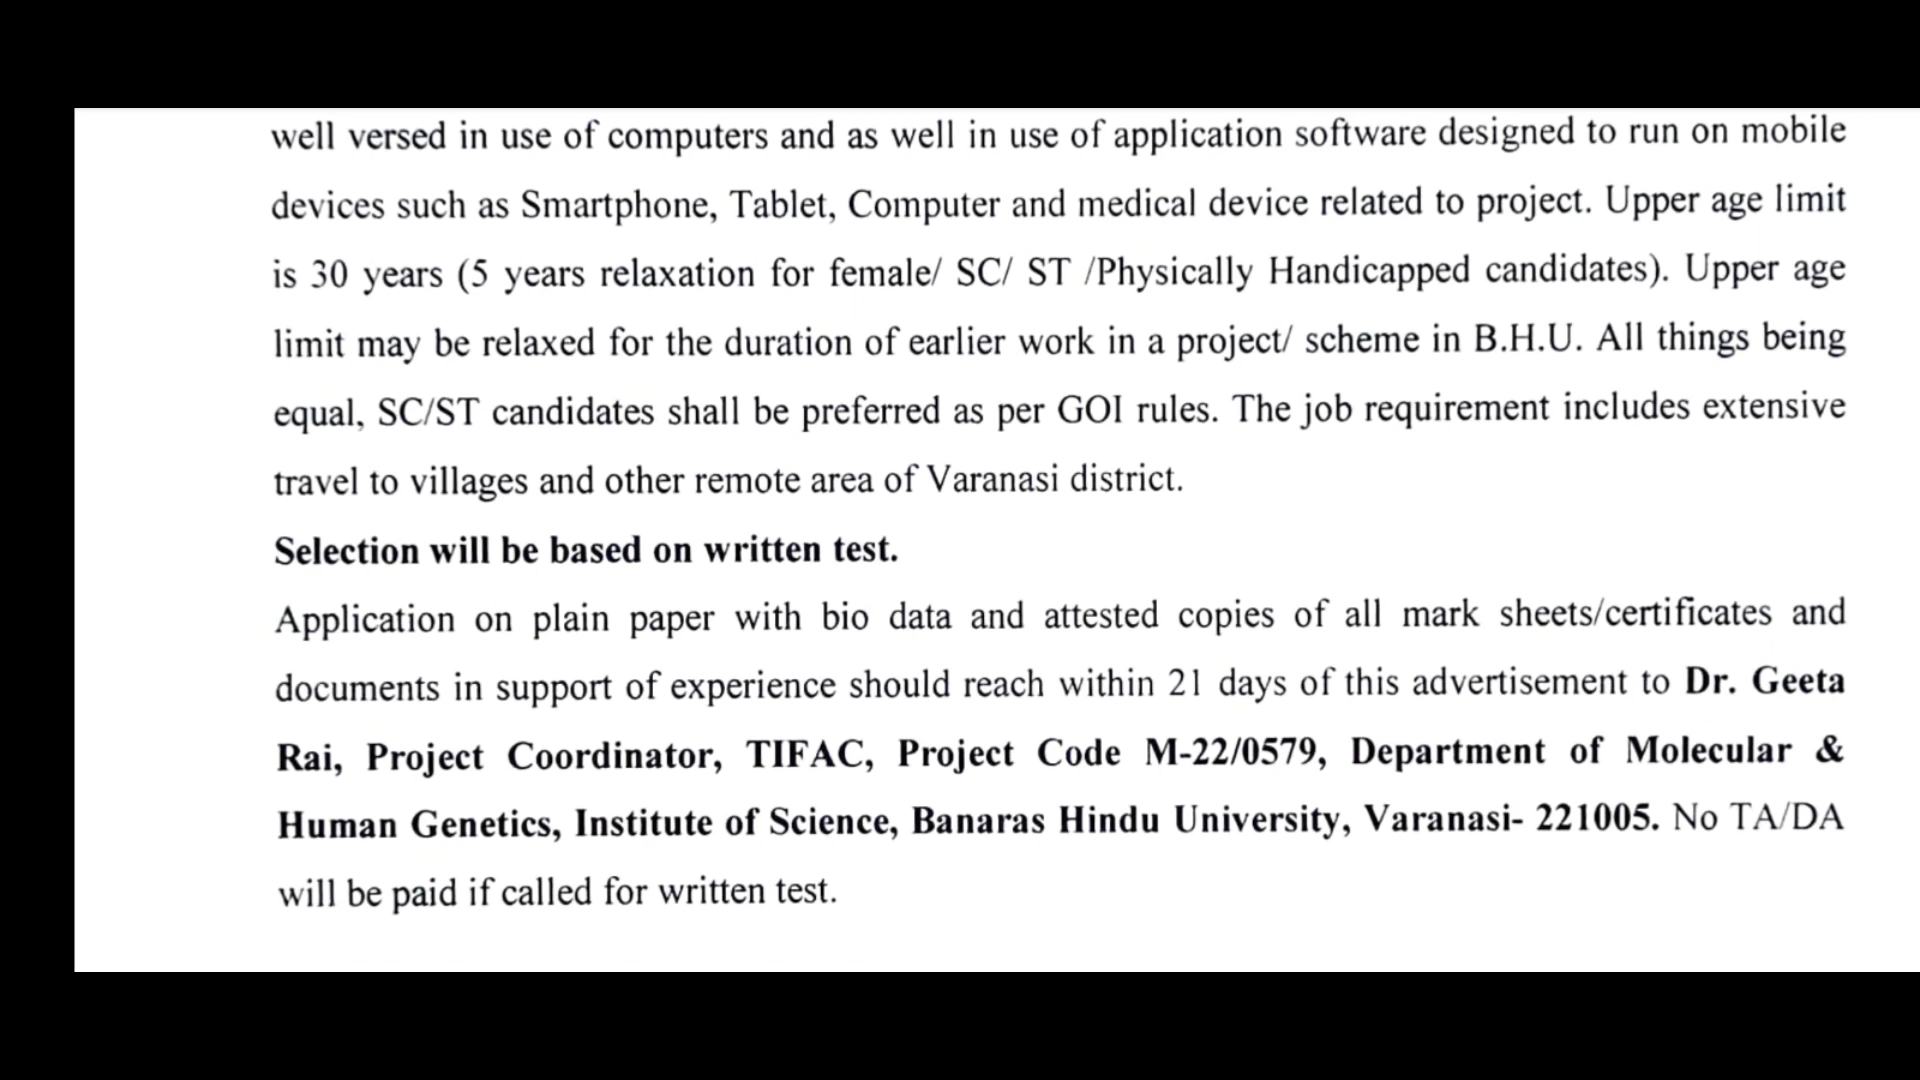 well versed in use of computers and as well in use of application software designed to run on mobile
devices such as Smartphone, Tablet, Computer and medical device related to project. Upper age limit
is 30 years (5 years relaxation for female/ SC/ ST /Physically Handicapped candidates). Upper age
limit may be relaxed for the duration of earlier work in a project/ scheme in B.H.U. All things being
equal, SC/ST candidates shall be preferred as per GOI rules. The job requirement includes extensive
travel to villages and other remote area of Varanasi district.
Selection will be based on written test.
Application on plain paper with bio data and attested copies of all mark sheets/certificates and
documents in support of experience should reach within 21 days of this advertisement to Dr. Geeta
Rai, Project Coordinator, TIFAC, Project Code M-22/0579, Department of Molecular &
Human Genetics, Institute of Science, Banaras Hindu University, Varanasi- 221005. No TA/DA
will be paid if called for written test.